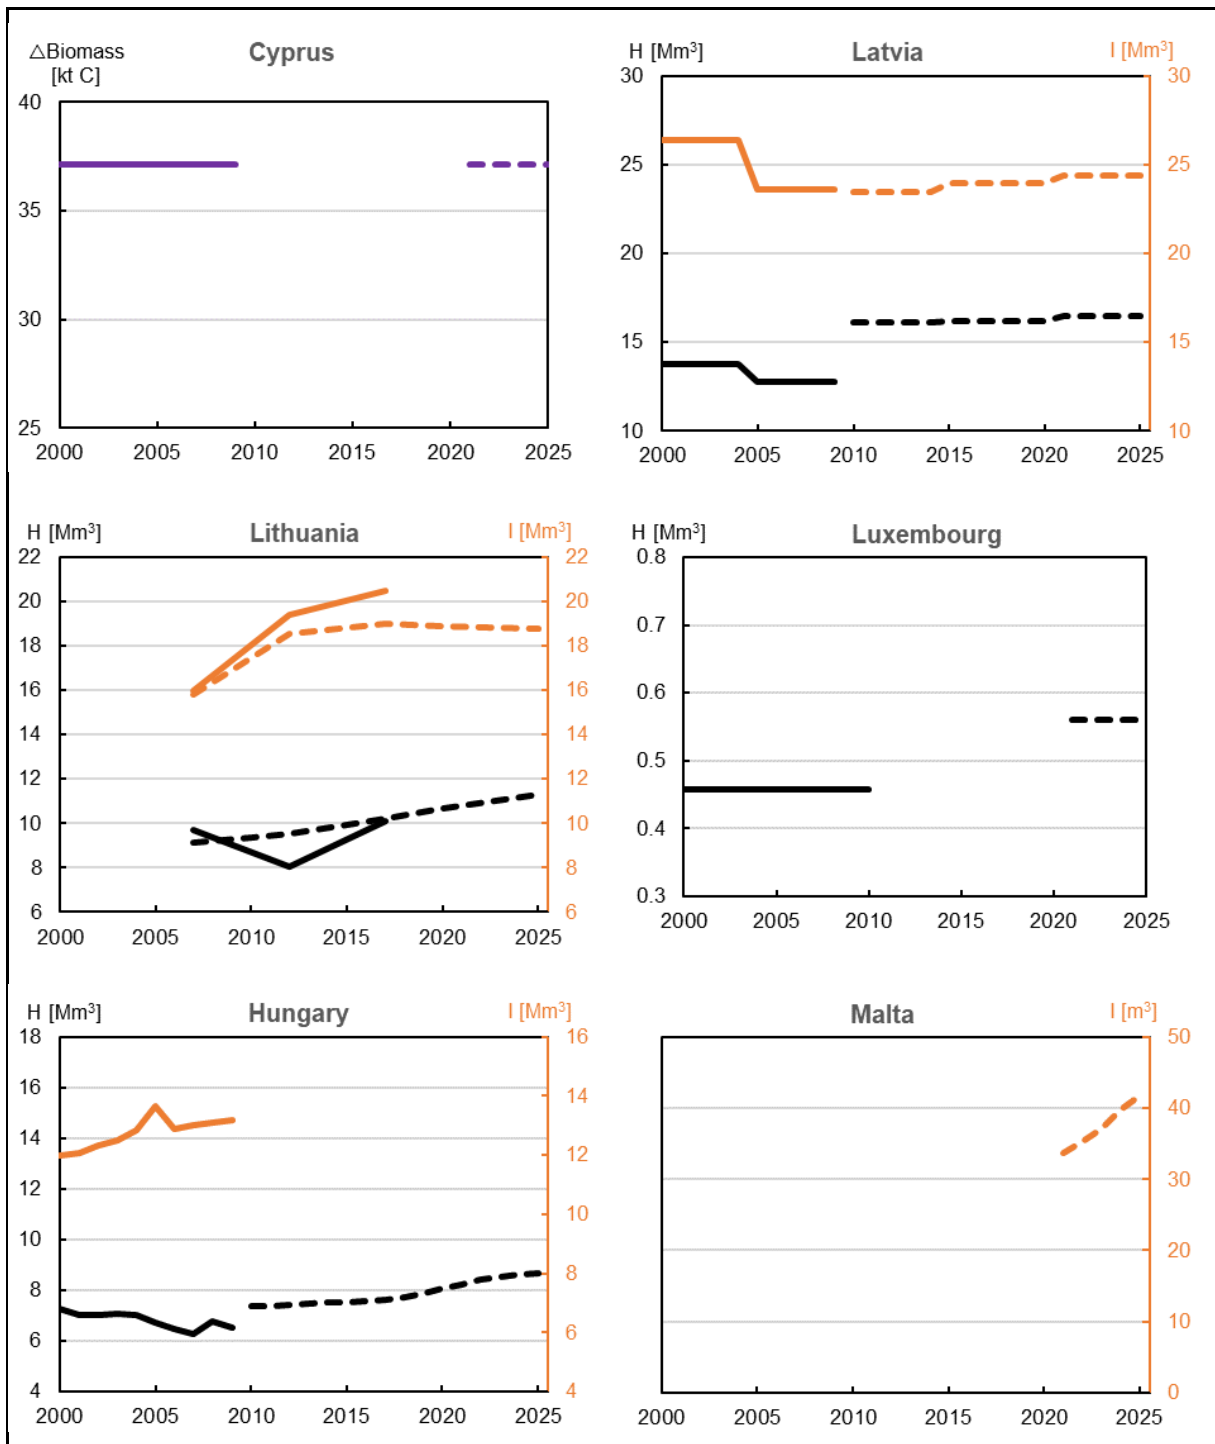 △Biomass
[kt C]
Cyprus
40
35
30
25
2000 2005 2010 2015 2020 2025
H [Mm³] Latvia I [Mm³]
30 30
25 25
20 20
15 15
10 10
2000 2005 2010 2015 2020 2025
H [Mm³] Lithuania I [Mm³]
22 22
20 20
18 18
16 16
14 14
12 12
10 10
8 8
6 6
2000 2005 2010 2015 2020 2025
H [Mm³] Luxembourg
0.8
0.7
0.6
0.5
0.4
0.3
2000 2005 2010 2015 2020 2025
H [Mm³] Hungary I [Mm³]
18 16
16 14
14 12
12 10
10 8
8 6
6 4
4
2000 2005 2010 2015 2020 2025
Malta I [m³]
50
40
30
20
10
0
2000 2005 2010 2015 2020 2025